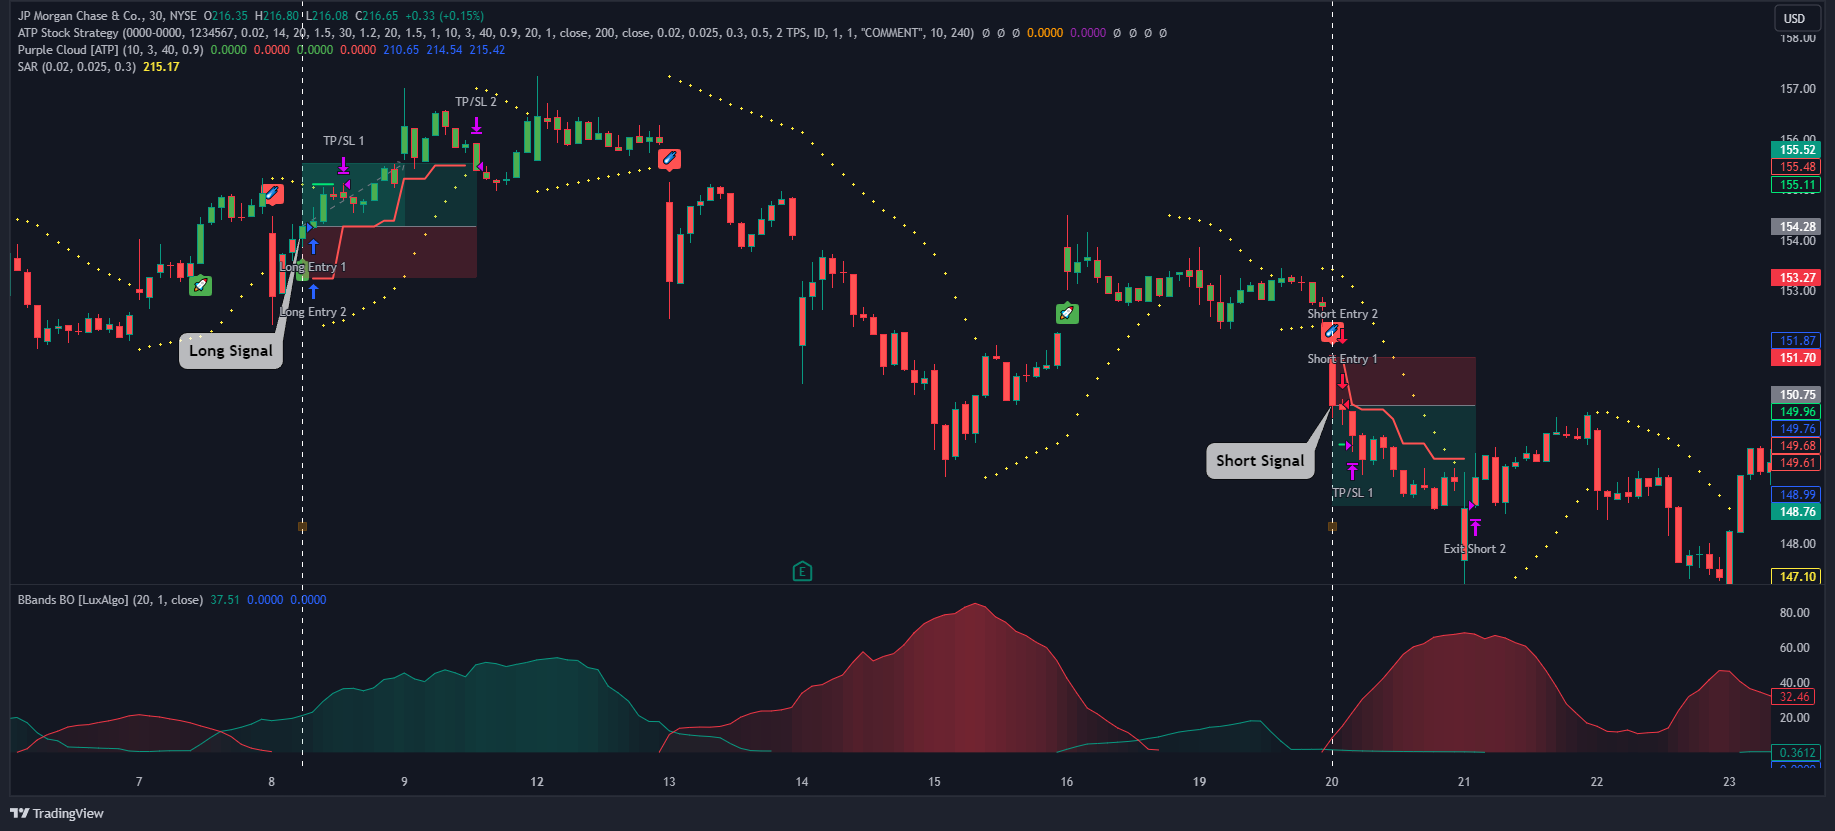 JP Morgan Chase & Co., 30, NYSE O216.35 H216.80 L216.08 C216.65 +0.33 (+0.15%)
ATP Stock Strategy (0000-0000, 1234567, 0.02, 14, 20, 1.5, 30, 1.2, 20, 1.5, 1, 10, 3, 40, 0.9, 20, 1, close, 200, close, 0.02, 0.025, 0.3, 0.5, 2 TPS, ID, 1, 1, "COMMENT", 10, 240) Ø Ø Ø 0.0000 0.0000 Ø Ø Ø Ø
Purple Cloud [ATP] (10, 3, 40, 0.9) 0.0000 0.0000 0.0000 0.0000 210.65 214.54 215.42
SAR (0.02, 0.025, 0.3) 215.17
USD
158.00
157.00
156.00
155.52
155.48
155.11
154.28
154.00
153.27
153.00
151.87
151.70
150.75
149.96
149.76
149.68
149.61
148.99
148.76
148.00
147.10
TP/SL 2
TP/SL 1
Long Entry 1
Long Entry 2
Long Signal
Short Entry 2
Short Entry 1
Short Signal
TP/SL 1
Exit Short 2
E
BBands BO [LuxAlgo] (20, 1, close) 37.51 0.0000 0.0000
80.00
60.00
40.00
32.46
20.00
0.3612
7 8 9 12 13 14 15 16 19 20 21 22 23
TradingView